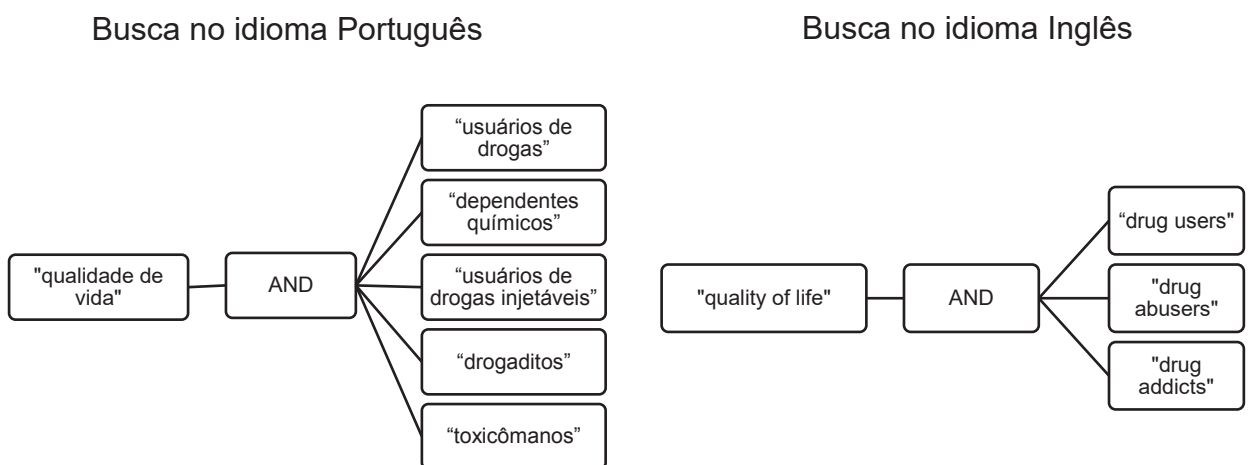 Busca no idioma Português
“usuários de
drogas”
“dependentes
químicos”
"qualidade de
vida"
AND
“usuários de
drogas injetáveis”
“drogaditos”
“toxicômanos”
Busca no idioma Inglês
“drug users"
"quality of life"
AND
"drug
abusers"
"drug
addicts"